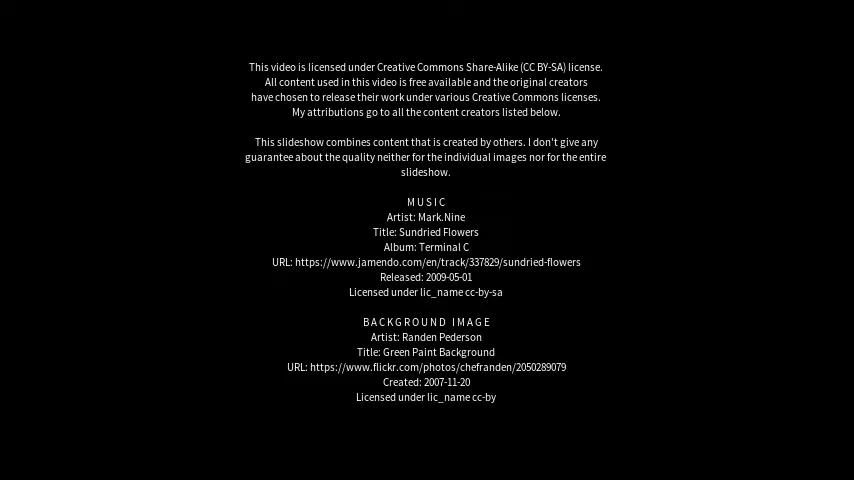 This video is licensed under Creative Commons Share-Alike (CC BY-SA) license.
All content used in this video is free available and the original creators
have chosen to release their work under various Creative Commons licenses.
My attributions go to all the content creators listed below.
This slideshow combines content that is created by others. I don't give any
guarantee about the quality neither for the individual images nor for the entire
slideshow.
M U S I C
Artist: Mark.Nine
Title: Sundried Flowers
Album: Terminal C
URL: https://www.jamendo.com/en/track/337829/sundried-flowers
Released: 2009-05-01
Licensed under lic_name cc-by-sa
B A C K G R O U N D   I M A G E
Artist: Randen Pederson
Title: Green Paint Background
URL: https://www.flickr.com/photos/chefranden/2050289079
Created: 2007-11-20
Licensed under lic_name cc-by